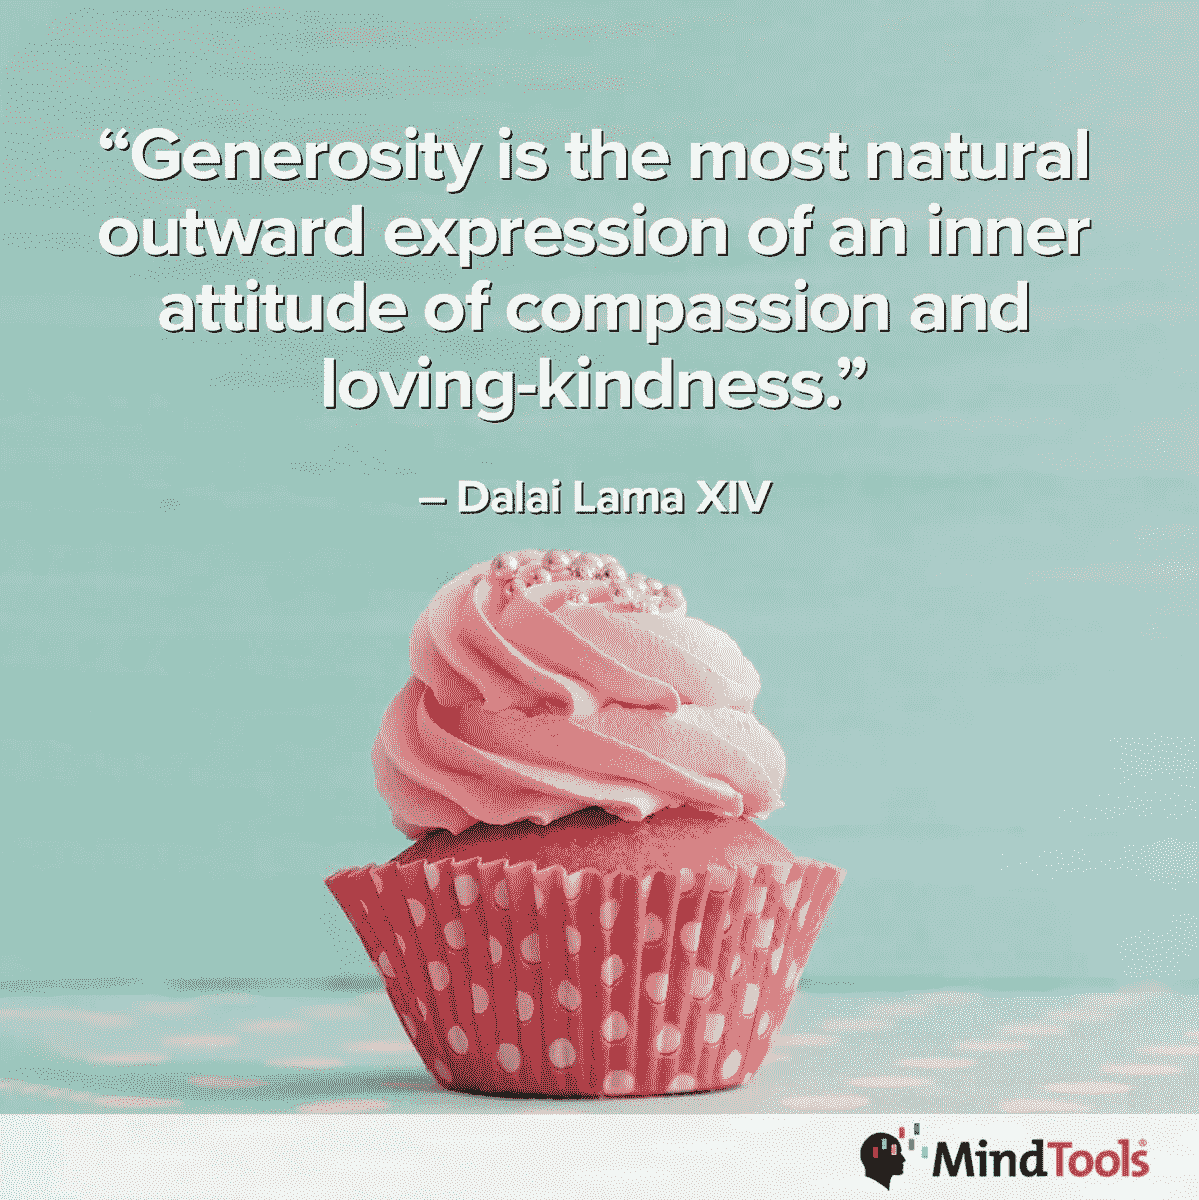 “Generosity is the most natural
outward expression of an inner
attitude of compassion and
loving-kindness.”
– Dalai Lama XIV
MindTools®